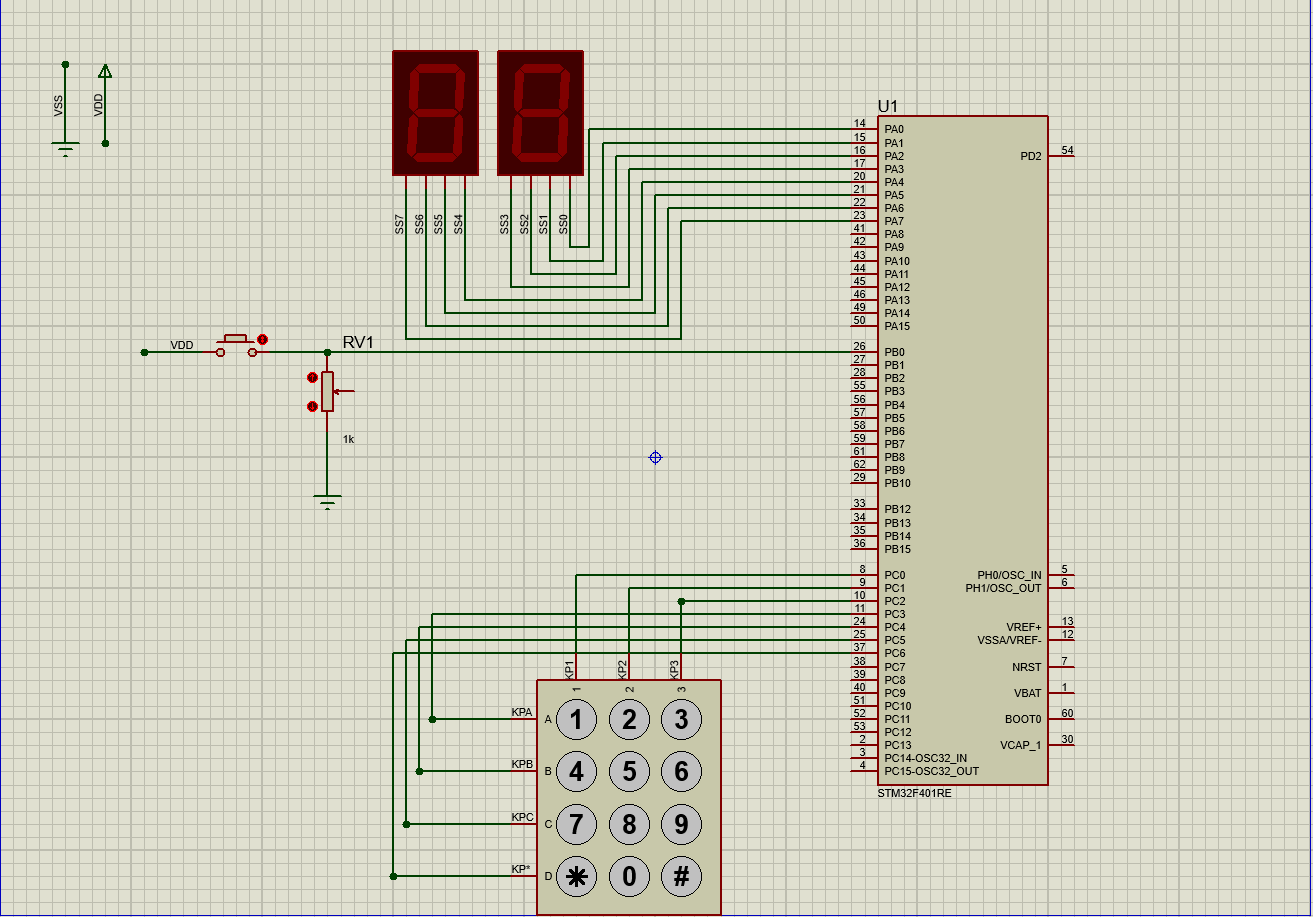 VSS
VDD
SS7
SS6
SS5
SS4
SS3
SS2
SS1
SS0
VDD
RV1
1k
U1
14 PA0
15 PA1
16 PA2
17 PA3
20 PA4
21 PA5
22 PA6
23 PA7
41 PA8
42 PA9
43 PA10
44 PA11
45 PA12
46 PA13
49 PA14
50 PA15
26 PB0
27 PB1
28 PB2
55 PB3
56 PB4
57 PB5
58 PB6
59 PB7
61 PB8
62 PB9
29 PB10
33 PB12
34 PB13
35 PB14
36 PB15
8 PC0
9 PC1
10 PC2
11 PC3
24 PC4
25 PC5
37 PC6
38 PC7
39 PC8
40 PC9
51 PC10
52 PC11
53 PC12
2 PC13
3 PC14-OSC32_IN
4 PC15-OSC32_OUT
PD2 54
PH0/OSC_IN 5
PH1/OSC_OUT 6
VREF+ 13
VSSA/VREF- 12
NRST 7
VBAT 1
BOOT0 60
VCAP_1 30
STM32F401RE
KP1
KP2
KP3
1 2 3
KPA A 1 2 3
KPB B 4 5 6
KPC C 7 8 9
KP* D * 0 #